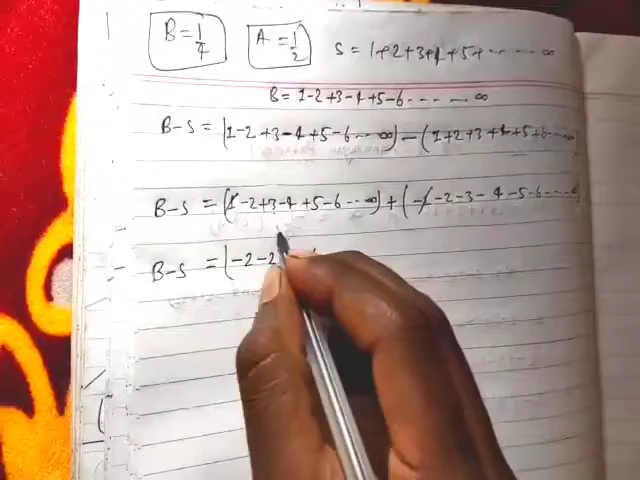 B = 1/4 A = 1/2 S = 1+2+3+4+5+ - - - - - ∞
B = 1-2+3-4+5-6 - - - - - ∞
B-S = (1-2+3-4+5-6 - - - ∞) - (1+2+3+4+5+6 - - - ∞
B-S = (1-2+3-4+5-6 - - - ∞) + (-1-2-3-4-5-6 - - - - ∞)
B-S = (-2-2